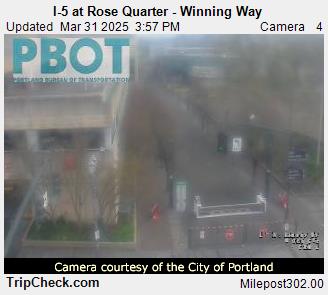 I-5 at Rose Quarter - Winning Way
Updated Mar 31 2025 3:57 PM Camera 4
PBOT
PORTLAND BUREAU OF TRANSPORTATION
Camera courtesy of the City of Portland
TripCheck.com Milepost302.00